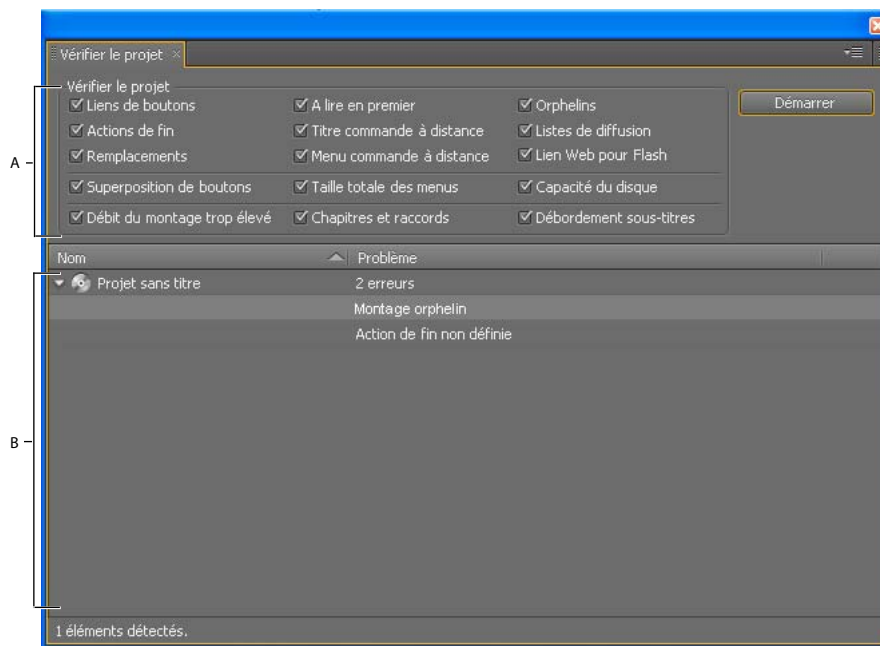 Vérifier le projet
Vérifier le projet
Liens de boutons A lire en premier Orphelins Démarrer
Actions de fin Titre commande à distance Listes de diffusion
A
Remplacements Menu commande à distance Lien Web pour Flash
Superposition de boutons Taille totale des menus Capacité du disque
Débit du montage trop élevé Chapitres et raccords Débordement sous-titres
Nom Problème
Projet sans titre 2 erreurs
Montage orphelin
Action de fin non définie
B
1 éléments détectés.